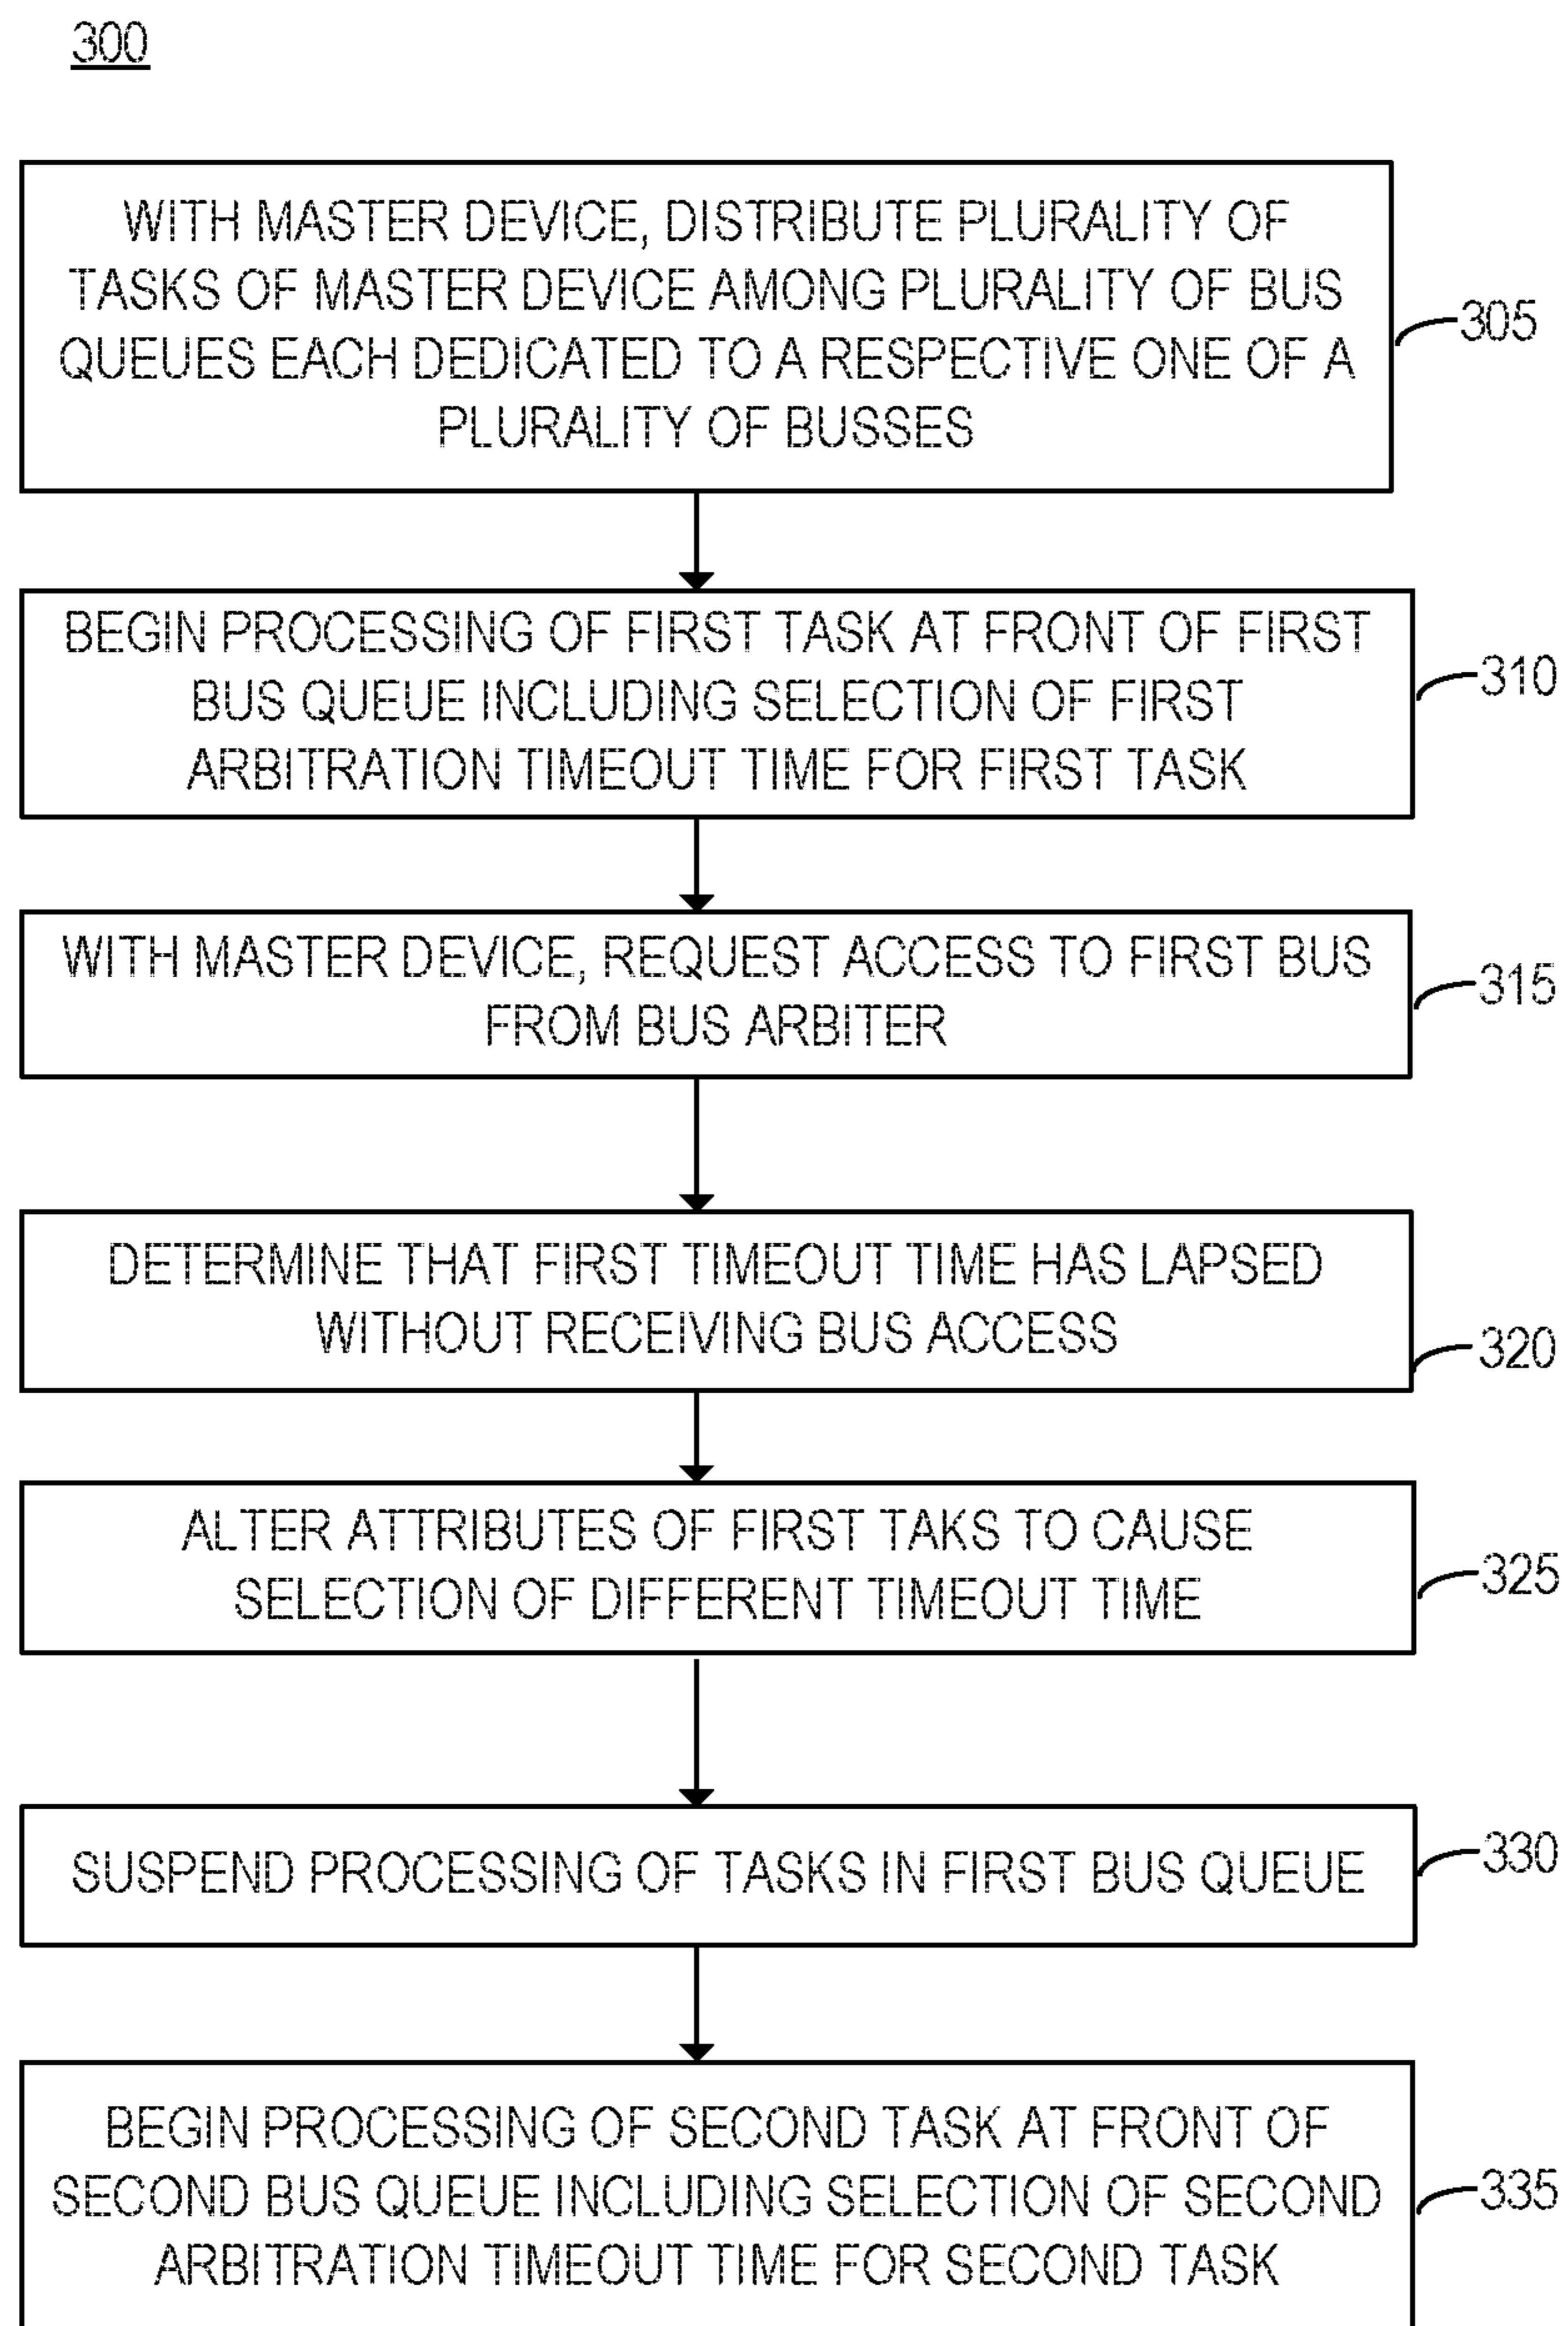 300
WITH MASTER DEVICE, DISTRIBUTE PLURALITY OF
TASKS OF MASTER DEVICE AMONG PLURALITY OF BUS
QUEUES EACH DEDICATED TO A RESPECTIVE ONE OF A
PLURALITY OF BUSSES
305
BEGIN PROCESSING OF FIRST TASK AT FRONT OF FIRST
BUS QUEUE INCLUDING SELECTION OF FIRST
ARBITRATION TIMEOUT TIME FOR FIRST TASK
310
WITH MASTER DEVICE, REQUEST ACCESS TO FIRST BUS
FROM BUS ARBITER
315
DETERMINE THAT FIRST TIMEOUT TIME HAS LAPSED
WITHOUT RECEIVING BUS ACCESS
320
ALTER ATTRIBUTES OF FIRST TAKS TO CAUSE
SELECTION OF DIFFERENT TIMEOUT TIME
325
SUSPEND PROCESSING OF TASKS IN FIRST BUS QUEUE
330
BEGIN PROCESSING OF SECOND TASK AT FRONT OF
SECOND BUS QUEUE INCLUDING SELECTION OF SECOND
ARBITRATION TIMEOUT TIME FOR SECOND TASK
335